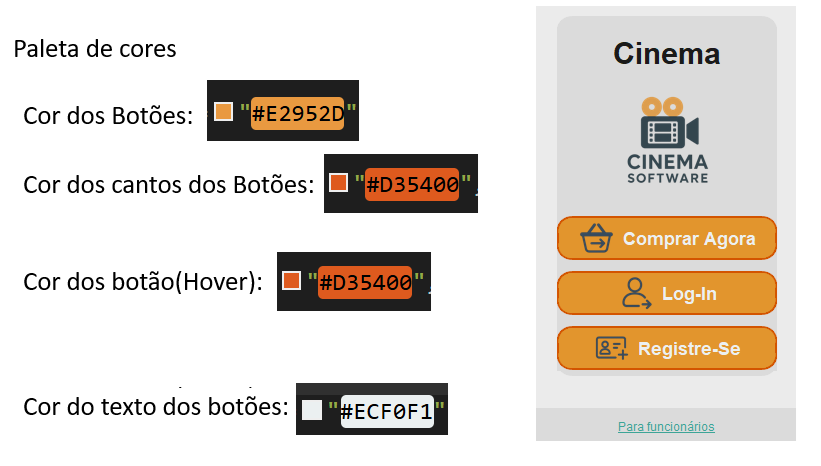 Paleta de cores
Cor dos Botões: "#E2952D"
Cor dos cantos dos Botões: "#D35400",
Cor dos botão(Hover): "#D35400",
Cor do texto dos botões: "#ECF0F1"
Cinema
CINEMA
SOFTWARE
Comprar Agora
Log-In
Registre-Se
Para funcionários